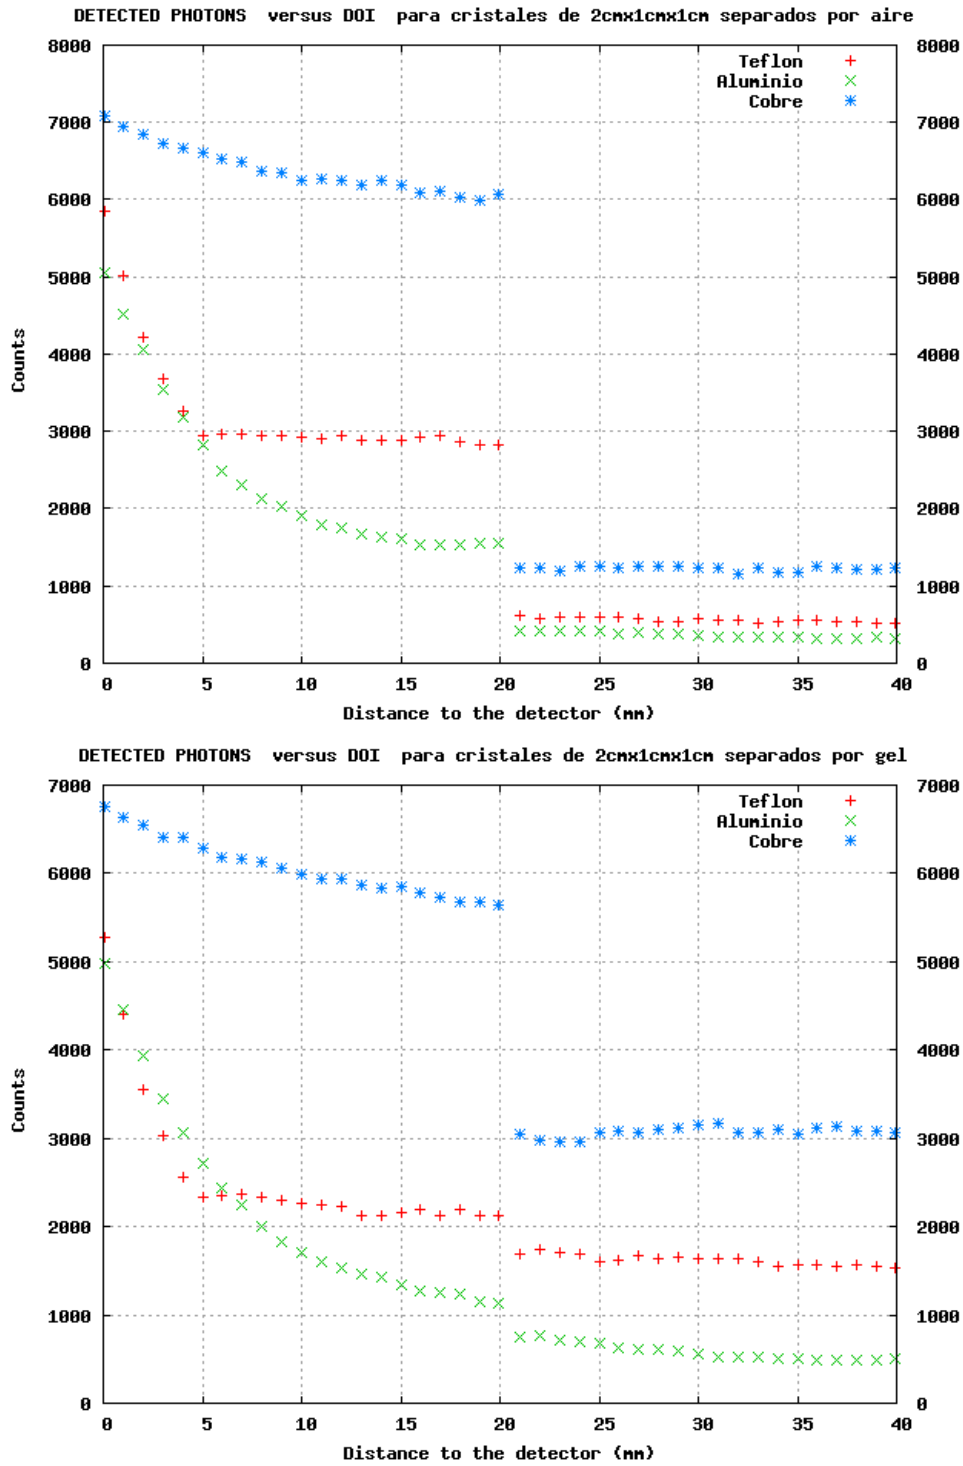 DETECTED PHOTONS versus DOI para cristales de 2cmx1cmx1cm separados por aire
8000 8000
Teflon
Aluminio
Cobre
7000 7000
6000 6000
5000 5000
Counts
4000 4000
3000 3000
2000 2000
1000 1000
0 0
0 5 10 15 20 25 30 35 40
Distance to the detector (mm)
DETECTED PHOTONS versus DOI para cristales de 2cmx1cmx1cm separados por gel
7000 7000
Teflon
Aluminio
Cobre
6000 6000
5000 5000
4000 4000
Counts
3000 3000
2000 2000
1000 1000
0 0
0 5 10 15 20 25 30 35 40
Distance to the detector (mm)